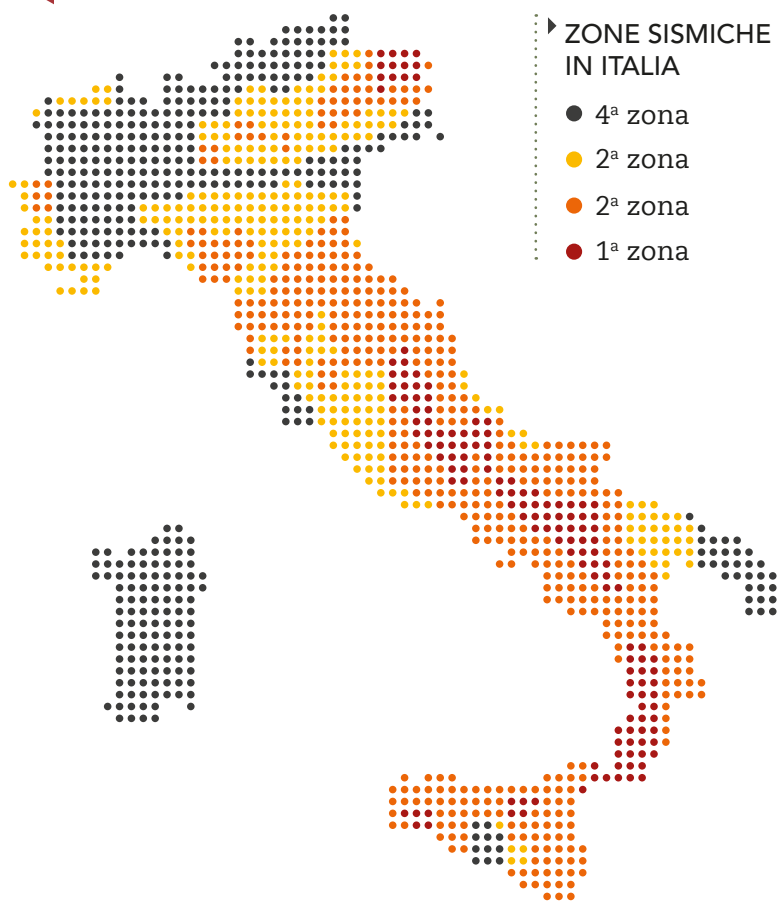 ZONE SISMICHE
IN ITALIA
4ª zona
2ª zona
2ª zona
1ª zona